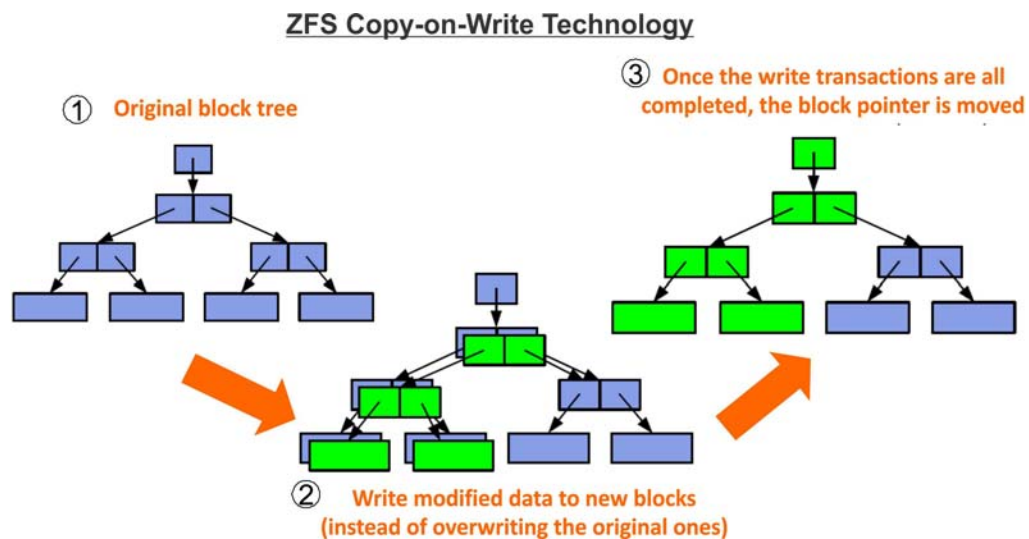 ZFS Copy-on-Write Technology
① Original block tree
③ Once the write transactions are all
completed, the block pointer is moved
② Write modified data to new blocks
(instead of overwriting the original ones)